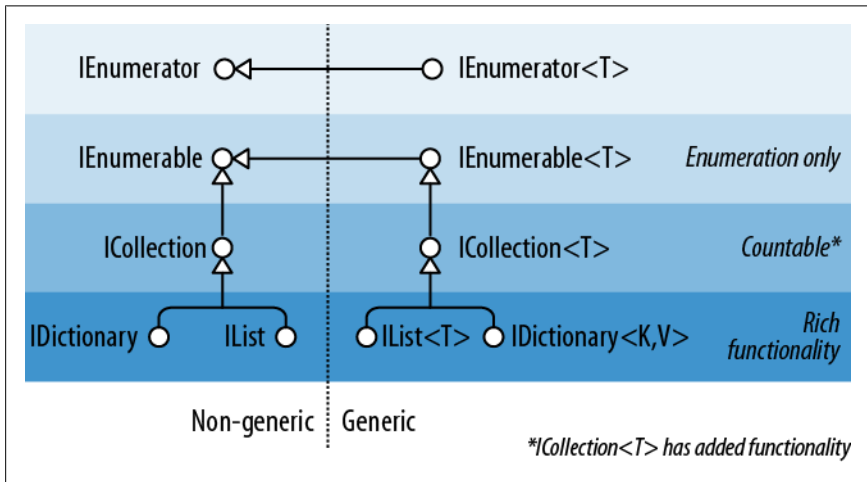 IEnumerator IEnumerator<T>
IEnumerable IEnumerable<T> Enumeration only
ICollection ICollection<T> Countable*
IDictionary IList IList<T> IDictionary<K,V> Rich
functionality
Non-generic Generic
*ICollection<T> has added functionality